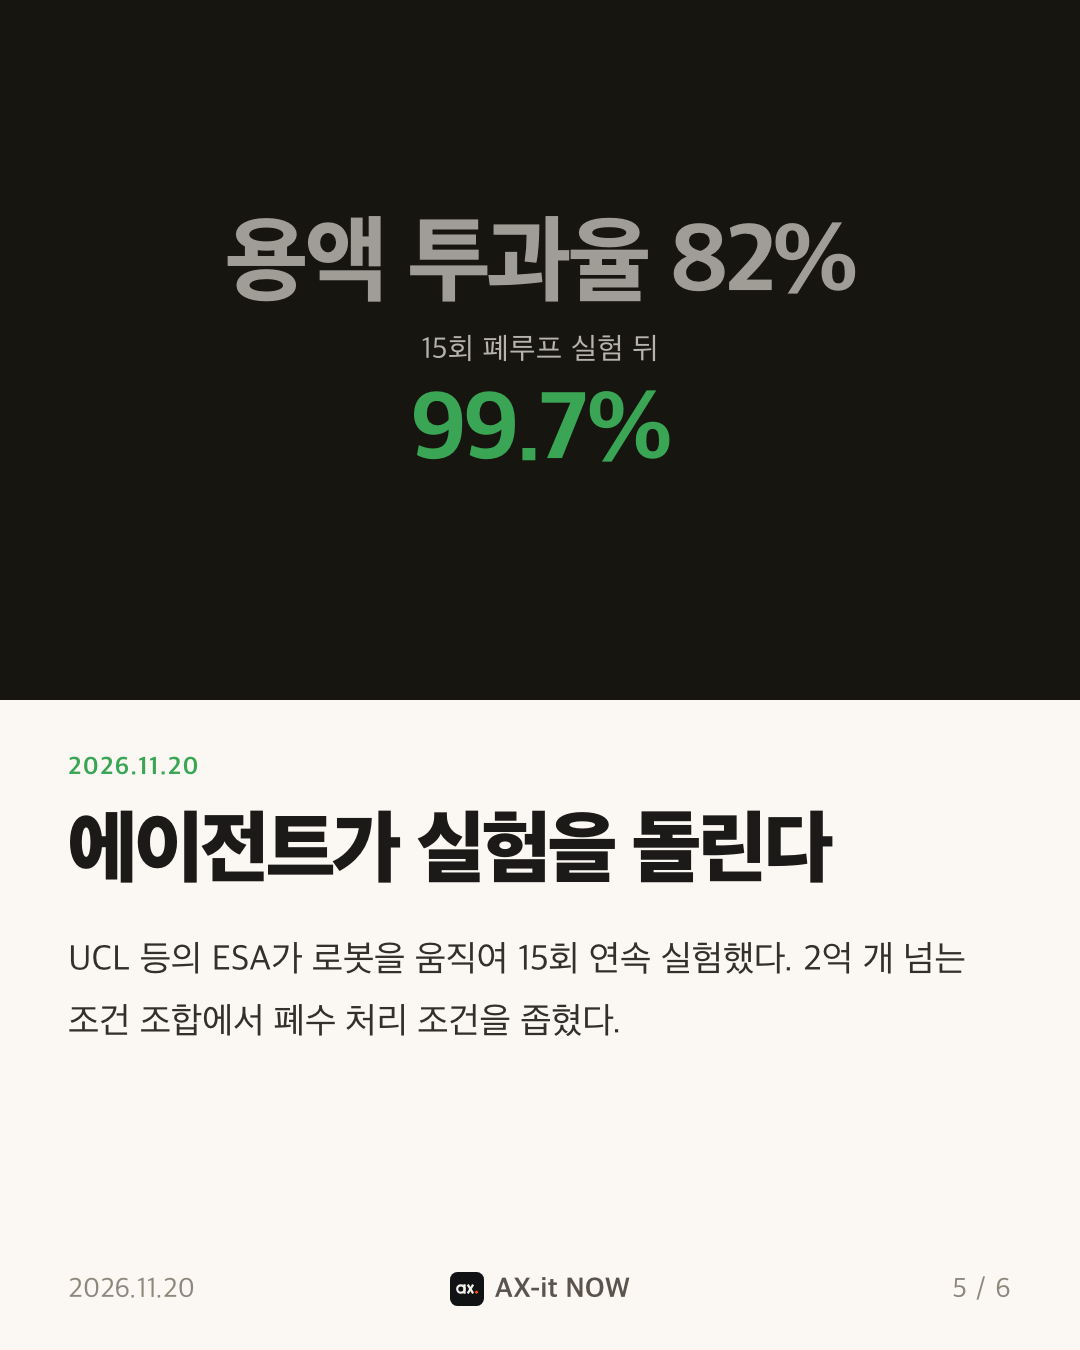 용액 투과율 82%
15회 폐루프 실험 뒤
99.7%
2026.11.20
에이전트가 실험을 돌린다
UCL 등의 ESA가 로봇을 움직여 15회 연속 실험했다. 2억 개 넘는
조건 조합에서 폐수 처리 조건을 좁혔다.
2026.11.20
ax. AX-it NOW
5 / 6